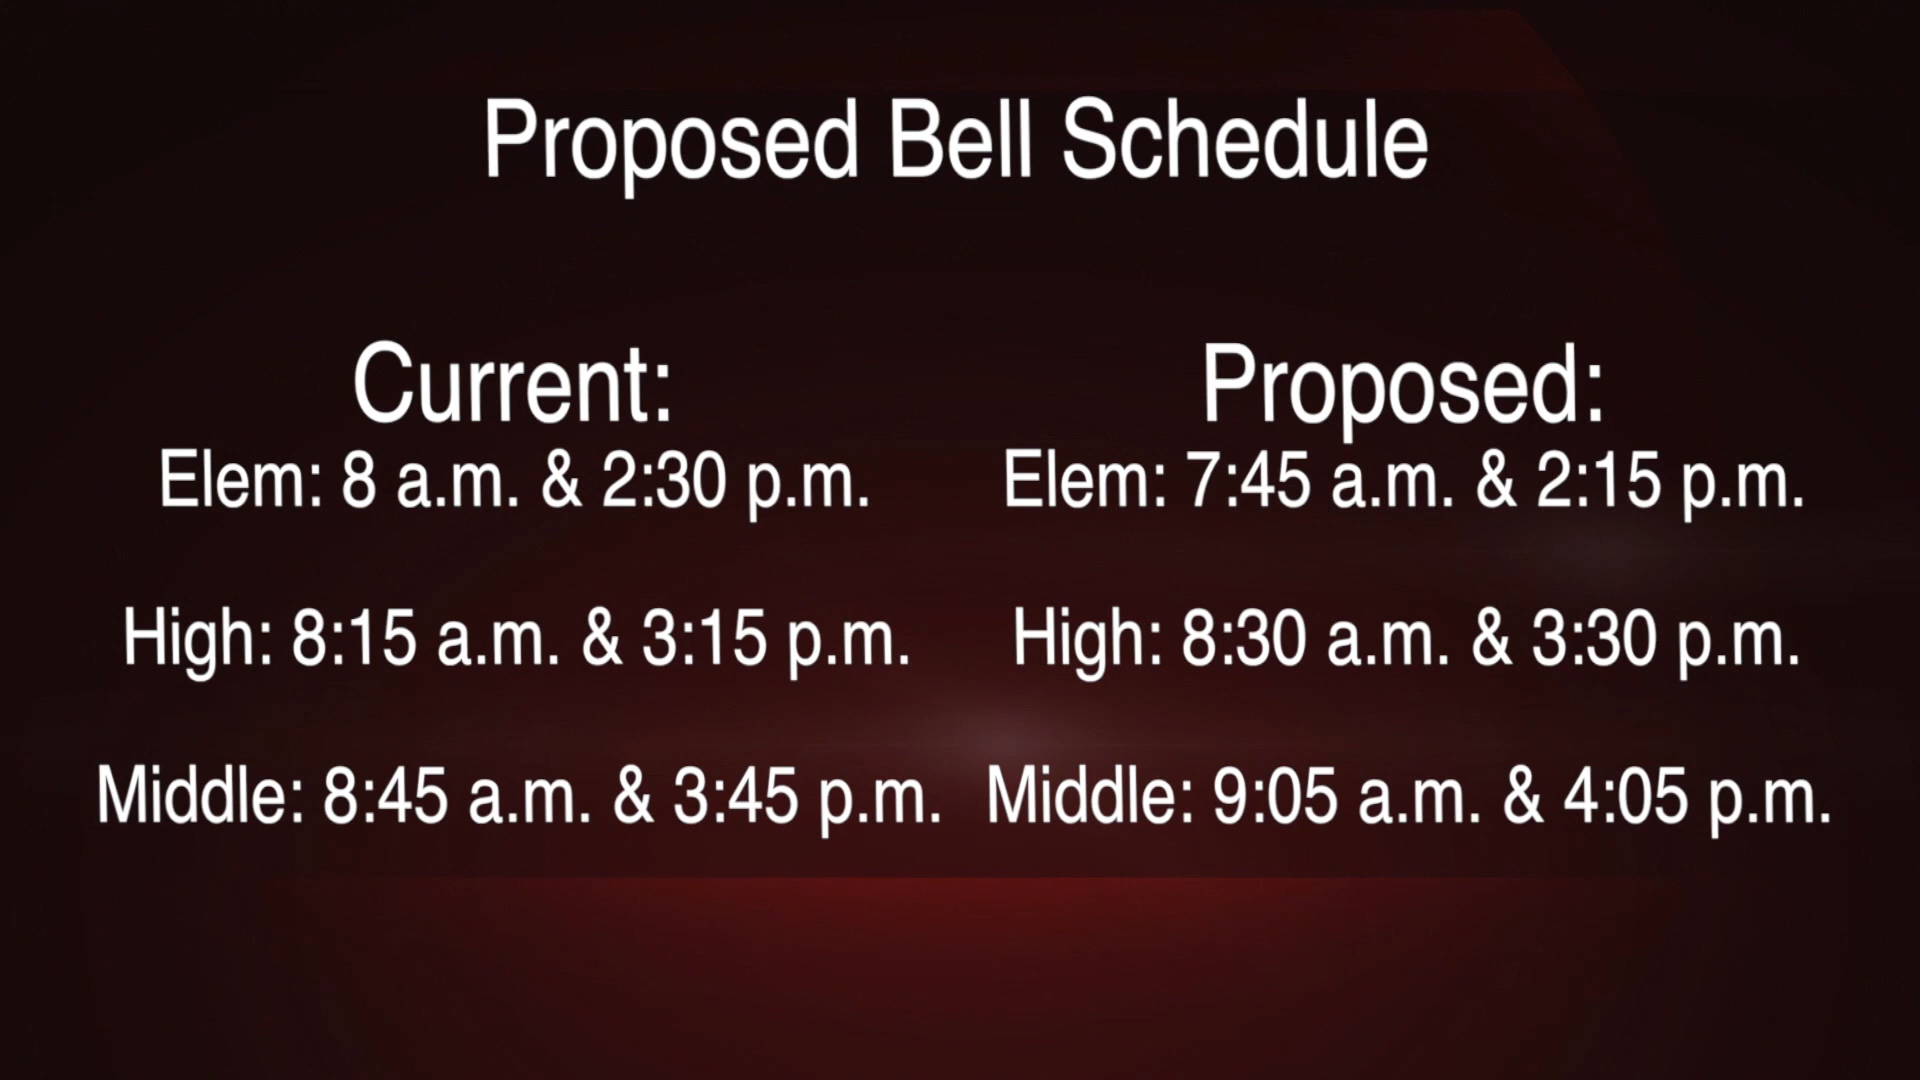 Proposed Bell Schedule
Current:
Elem: 8 a.m. & 2:30 p.m.
High: 8:15 a.m. & 3:15 p.m.
Middle: 8:45 a.m. & 3:45 p.m.
Proposed:
Elem: 7:45 a.m. & 2:15 p.m.
High: 8:30 a.m. & 3:30 p.m.
Middle: 9:05 a.m. & 4:05 p.m.